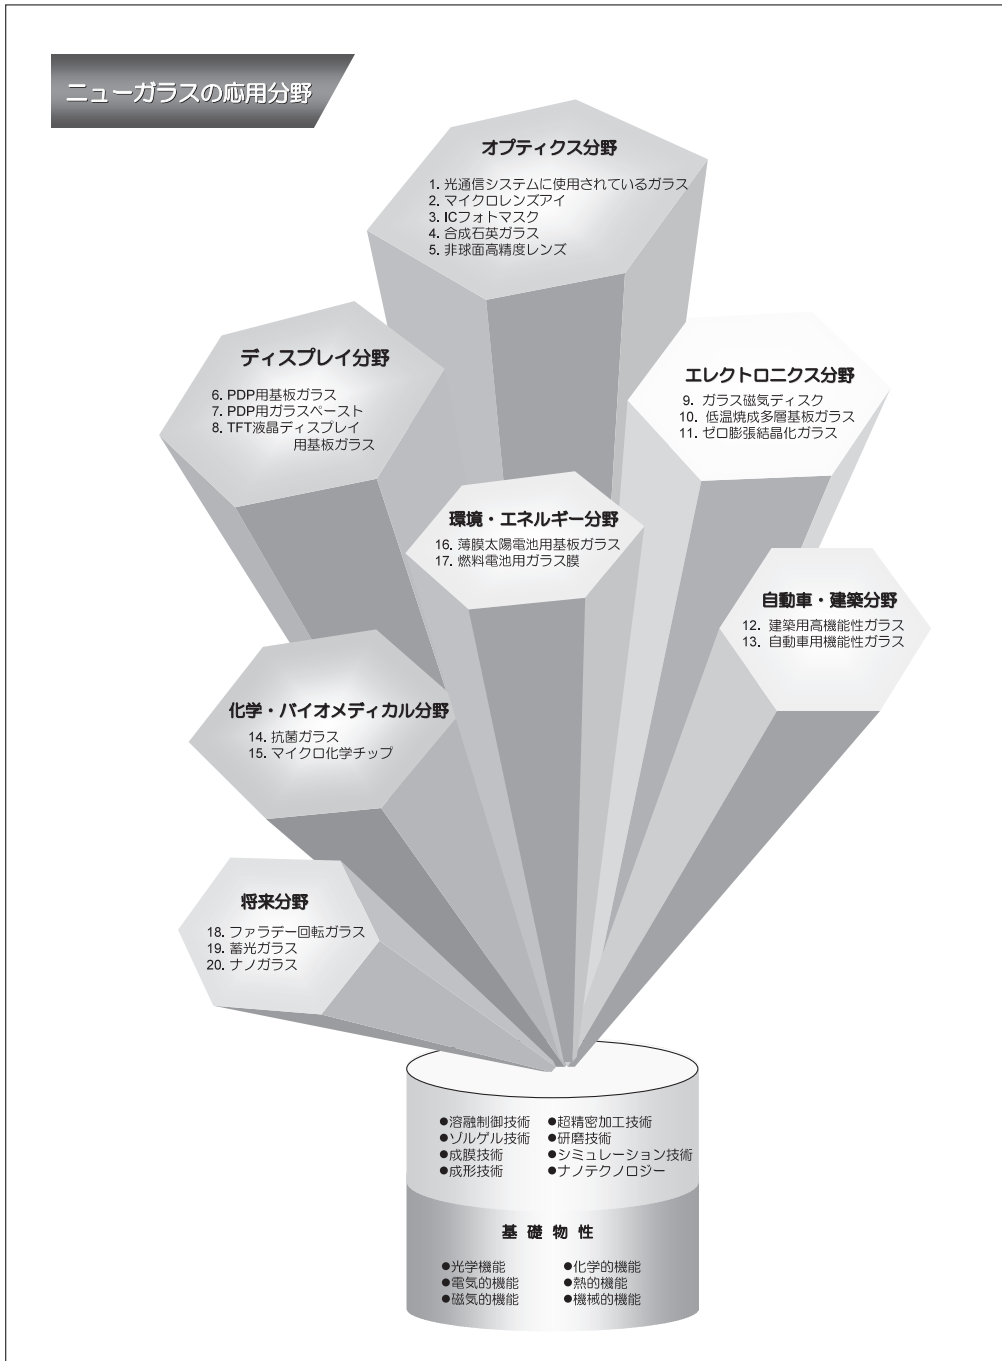 ニューガラスの応用分野
オプティクス分野
1. 光通信システムに使用されているガラス
2. マイクロレンズアイ
3. ICフォトマスク
4. 合成石英ガラス
5. 非球面高精度レンズ
ディスプレイ分野
6. PDP用基板ガラス
7. PDP用ガラスペースト
8. TFT液晶ディスプレイ
用基板ガラス
エレクトロニクス分野
9. ガラス磁気ディスク
10. 低温焼成多層基板ガラス
11. ゼロ膨張結晶化ガラス
環境・エネルギー分野
16. 薄膜太陽電池用基板ガラス
17. 燃料電池用ガラス膜
自動車・建築分野
12. 建築用高機能性ガラス
13. 自動車用機能性ガラス
化学・バイオメディカル分野
14. 抗菌ガラス
15. マイクロ化学チップ
将来分野
18. ファラデー回転ガラス
19. 蓄光ガラス
20. ナノガラス
●溶融制御技術 ●超精密加工技術
●ゾルゲル技術 ●研磨技術
●成膜技術 ●シミュレーション技術
●成形技術 ●ナノテクノロジー
基礎物性
●光学機能 ●化学的機能
●電気的機能 ●熱的機能
●磁気的機能 ●機械的機能